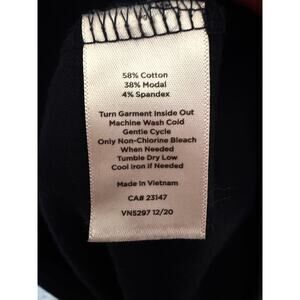 58% Cotton
38% Modal
4% Spandex
Turn Garment Inside Out
Machine Wash Cold
Gentle Cycle
Only Non-Chlorine Bleach
When Needed
Tumble Dry Low
Cool Iron if Needed
Made in Vietnam
CA# 23147
VN5297 12/20